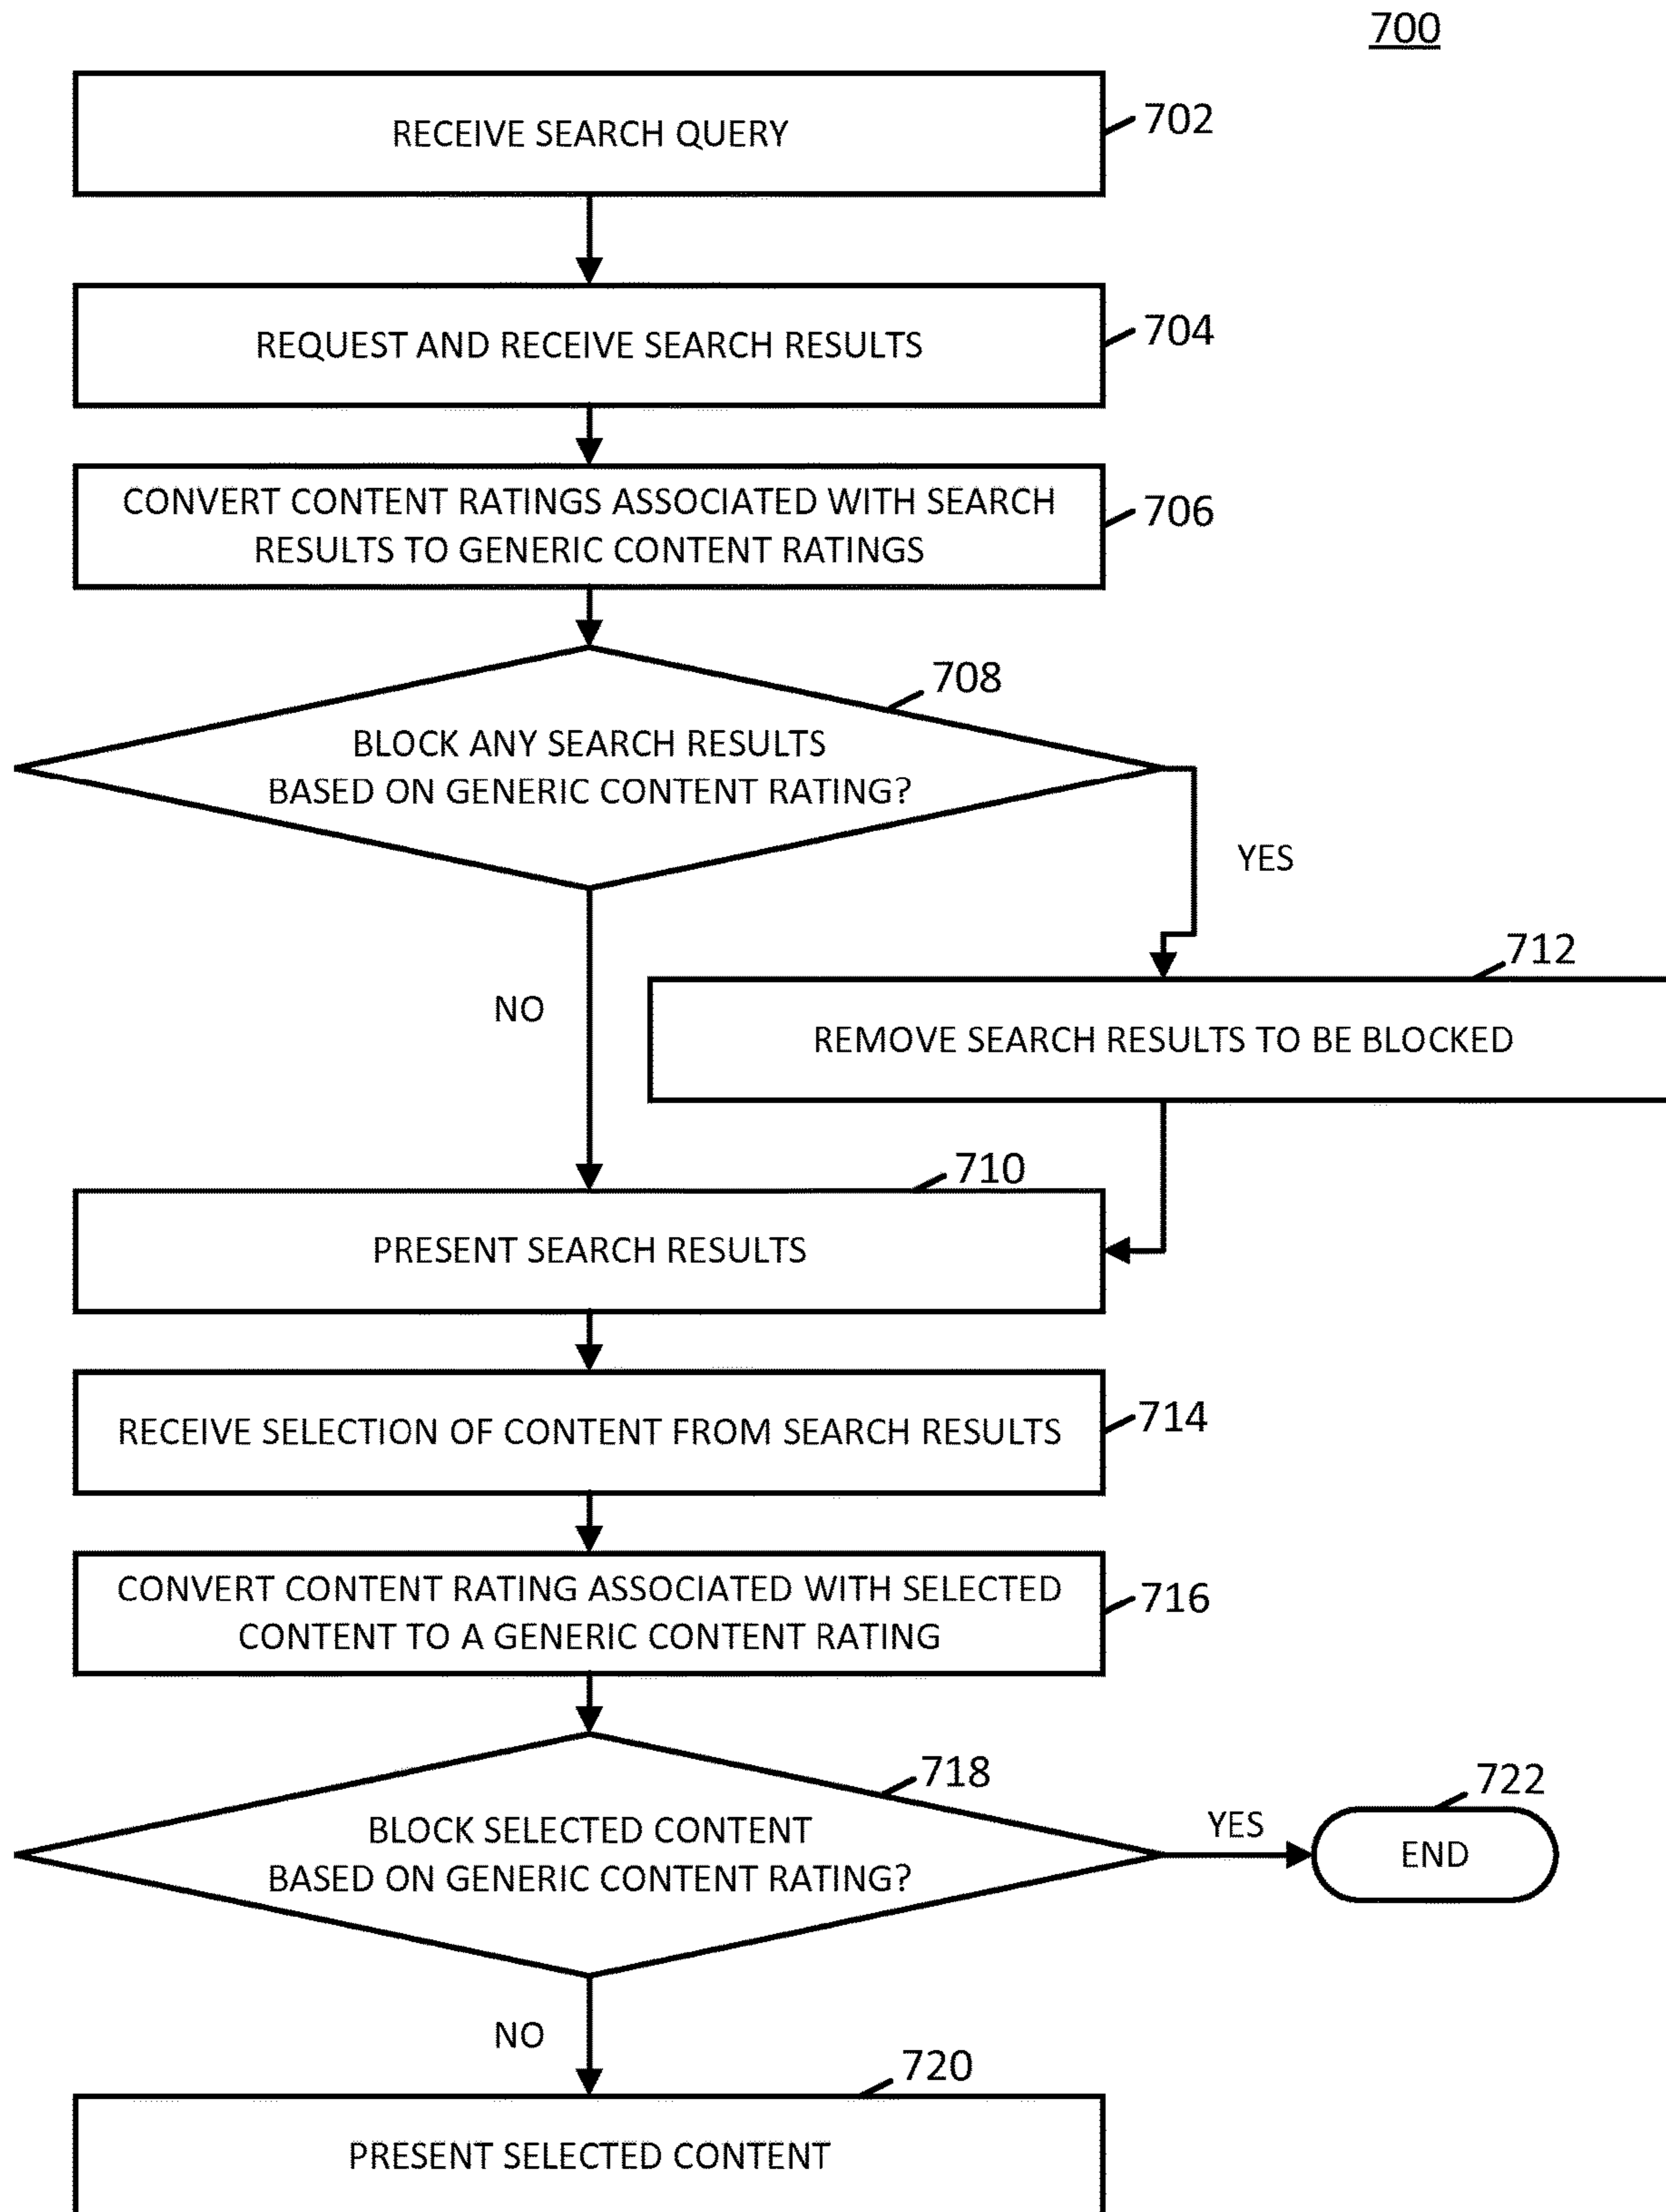 700
RECEIVE SEARCH QUERY
702
REQUEST AND RECEIVE SEARCH RESULTS
704
CONVERT CONTENT RATINGS ASSOCIATED WITH SEARCH
RESULTS TO GENERIC CONTENT RATINGS
706
708
BLOCK ANY SEARCH RESULTS
BASED ON GENERIC CONTENT RATING?
YES
712
NO
REMOVE SEARCH RESULTS TO BE BLOCKED
710
PRESENT SEARCH RESULTS
RECEIVE SELECTION OF CONTENT FROM SEARCH RESULTS
714
CONVERT CONTENT RATING ASSOCIATED WITH SELECTED
CONTENT TO A GENERIC CONTENT RATING
716
718
BLOCK SELECTED CONTENT
BASED ON GENERIC CONTENT RATING?
YES
722
END
NO
720
PRESENT SELECTED CONTENT